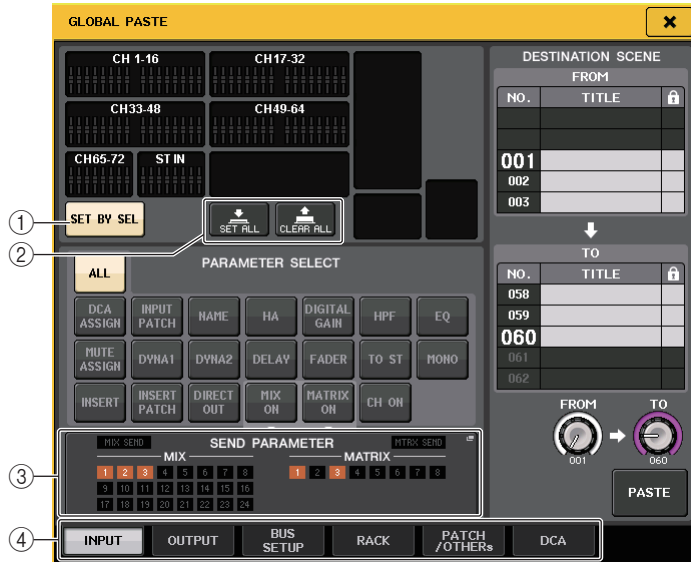 GLOBAL PASTE
CH 1-16
CH17-32
CH33-48
CH49-64
CH65-72
ST IN
① SET BY SEL
② SET ALL
CLEAR ALL
ALL
PARAMETER SELECT
DCA ASSIGN
INPUT PATCH
NAME
HA
DIGITAL GAIN
HPF
EQ
MUTE ASSIGN
DYNA1
DYNA2
DELAY
FADER
TO ST
MONO
INSERT
INSERT PATCH
DIRECT OUT
MIX ON
MATRIX ON
CH ON
③
MIX SEND
SEND PARAMETER
MTRX SEND
MIX
MATRIX
1 2 3 4 5 6 7 8
1 2 3 4 5 6 7 8
9 10 11 12 13 14 15 16
17 18 19 20 21 22 23 24
④
INPUT
OUTPUT
BUS SETUP
RACK
PATCH /OTHERs
DCA
DESTINATION SCENE
FROM
NO. TITLE
001
002
003
TO
NO. TITLE
058
059
060
061
062
FROM
TO
001
060
PASTE